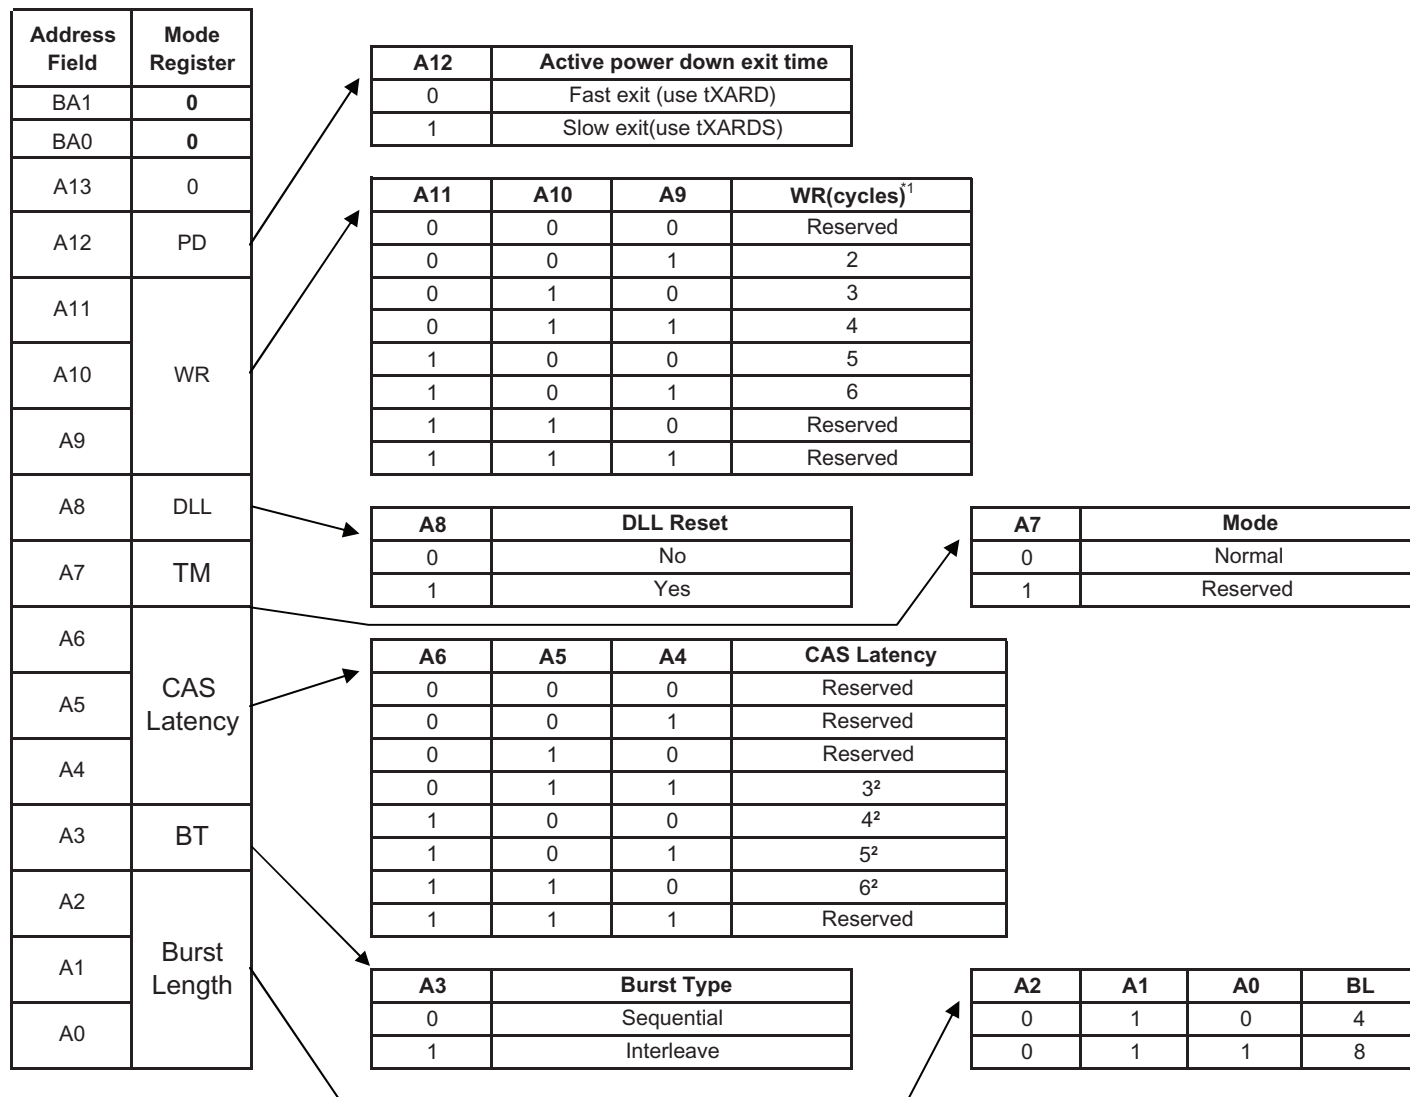 Address Field Mode Register
BA1 0
BA0 0
A13 0
A12 PD
A11
A10 WR
A9
A8 DLL
A7 TM
A6
A5 CAS Latency
A4
A3 BT
A2
A1 Burst Length
A0
A12 Active power down exit time
0 Fast exit (use tXARD)
1 Slow exit(use tXARDS)
A11 A10 A9 WR(cycles)*1
0 0 0 Reserved
0 0 1 2
0 1 0 3
0 1 1 4
1 0 0 5
1 0 1 6
1 1 0 Reserved
1 1 1 Reserved
A8 DLL Reset
0 No
1 Yes
A7 Mode
0 Normal
1 Reserved
A6 A5 A4 CAS Latency
0 0 0 Reserved
0 0 1 Reserved
0 1 0 Reserved
0 1 1 3²
1 0 0 4²
1 0 1 5²
1 1 0 6²
1 1 1 Reserved
A3 Burst Type
0 Sequential
1 Interleave
A2 A1 A0 BL
0 1 0 4
0 1 1 8